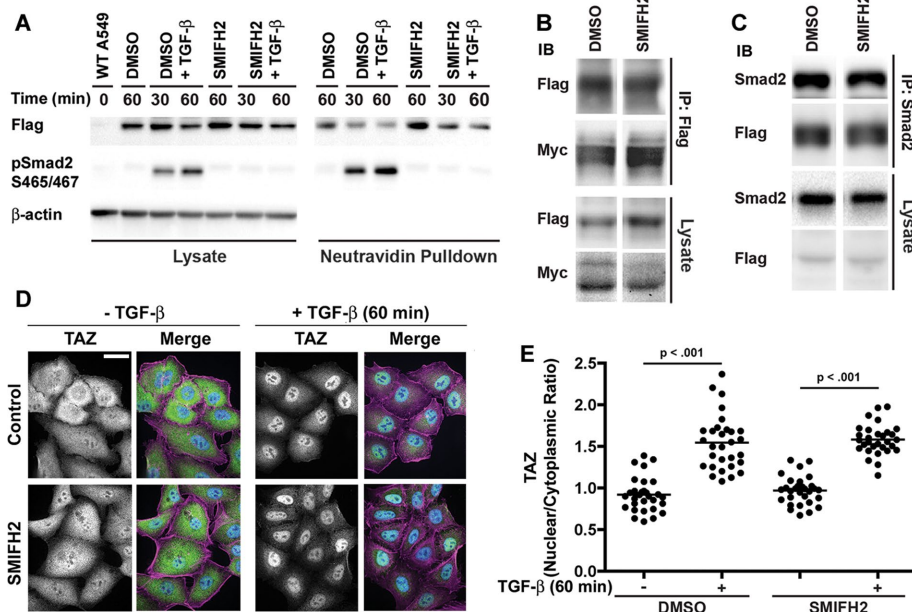 A
WT A549
DMSO
DMSO
+ TGF-β
SMIFH2
SMIFH2
+ TGF-β
DMSO
DMSO
+ TGF-β
SMIFH2
SMIFH2
+ TGF-β
Time (min) 0 60 30 60 60 30 60 60 30 60 60 30 60
Flag
pSmad2
S465/467
β-actin
Lysate
Neutravidin Pulldown
B
IB
DMSO
SMIFH2
Flag
Myc
IP: Flag
Flag
Myc
Lysate
C
IB
DMSO
SMIFH2
Smad2
Flag
IP: Smad2
Smad2
Flag
Lysate
D
- TGF-β
+ TGF-β (60 min)
TAZ
Merge
TAZ
Merge
Control
SMIFH2
E
TAZ
(Nuclear/Cytoplasmic Ratio)
2.5
2.0
1.5
1.0
0.5
0.0
p < .001
p < .001
TGF-β (60 min) - + +
DMSO
SMIFH2